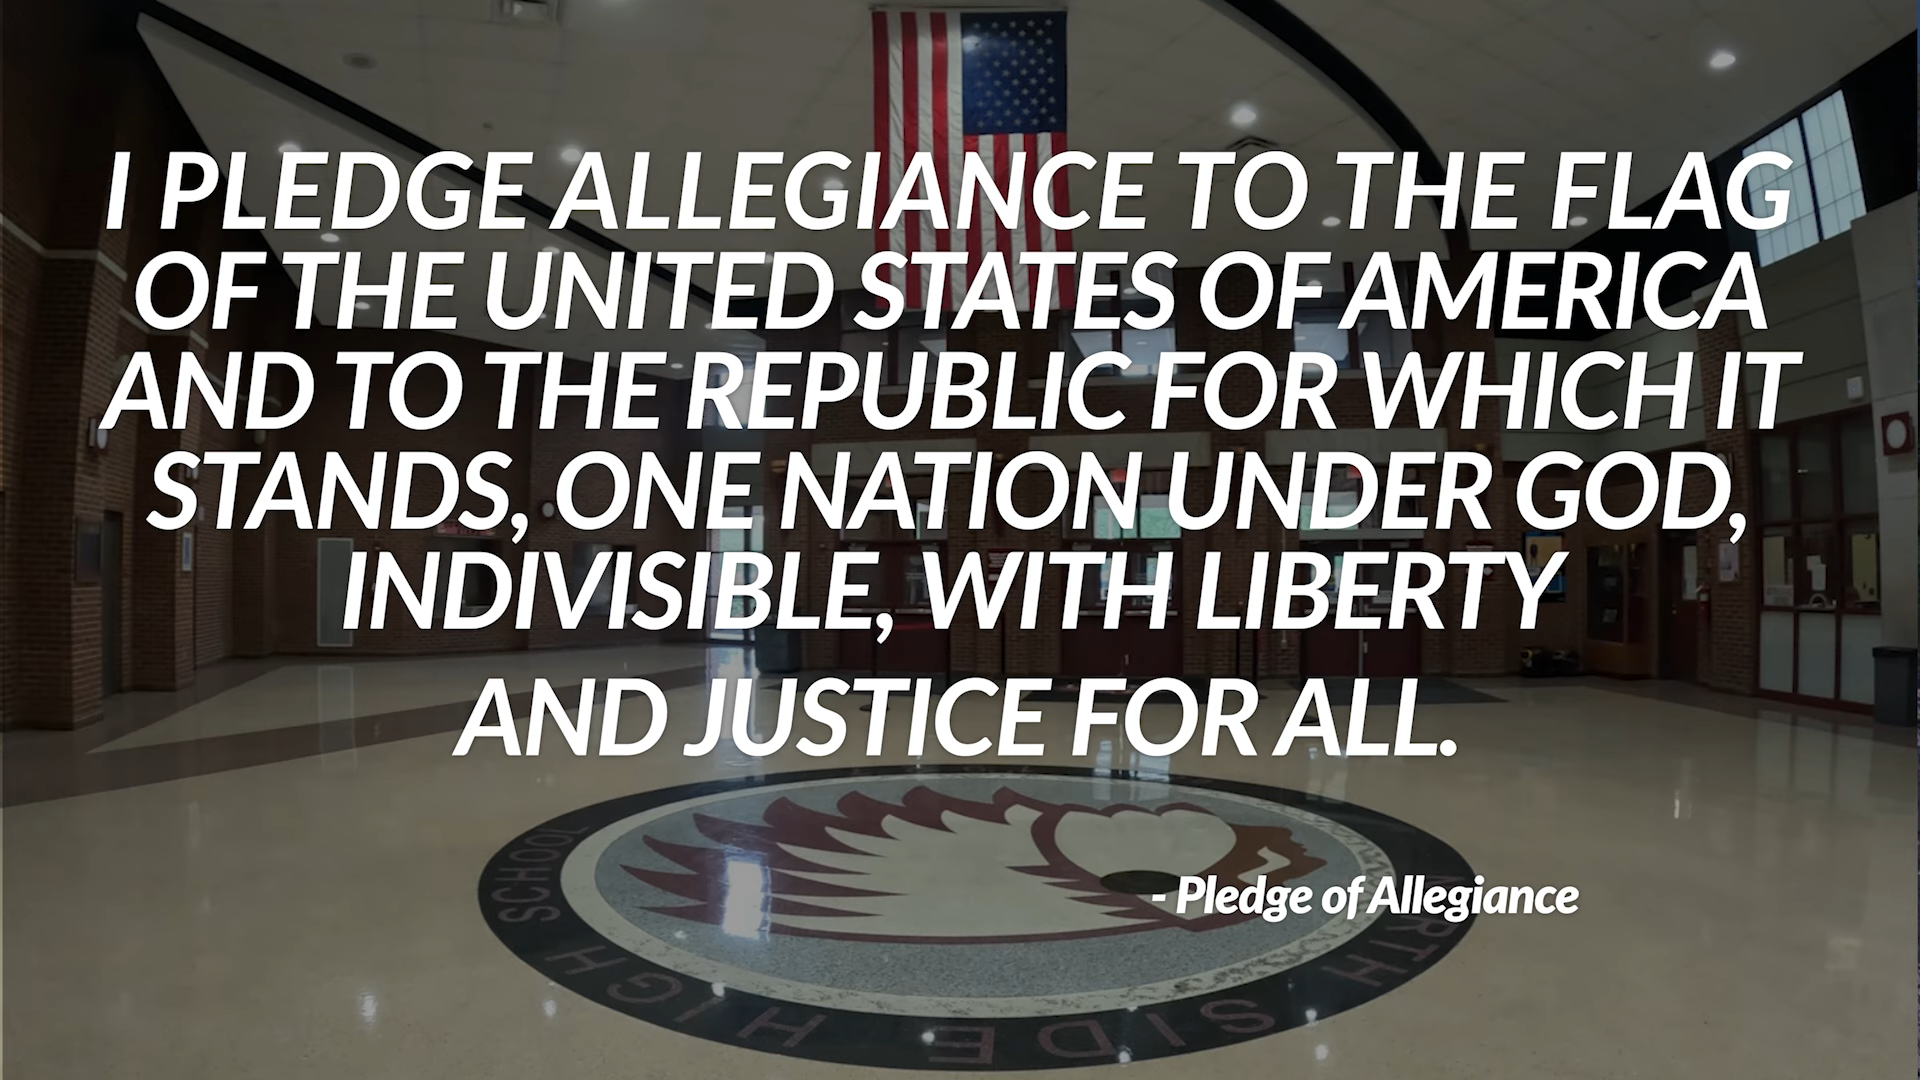 I PLEDGE ALLEGIANCE TO THE FLAG
OF THE UNITED STATES OF AMERICA
AND TO THE REPUBLIC FOR WHICH IT
STANDS, ONE NATION UNDER GOD,
INDIVISIBLE, WITH LIBERTY
AND JUSTICE FOR ALL.
- Pledge of Allegiance
RTH SIDE HIGH SCHOOL